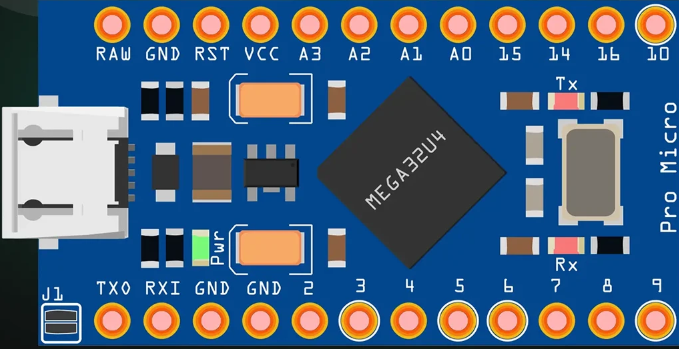 RAW GND RST VCC A3 A2 A1 A0 15 14 16 10
Tx
MEGA32U4
Pro Micro
Pwr
Rx
J1
TXO RXI GND GND 2 3 4 5 6 7 8 9